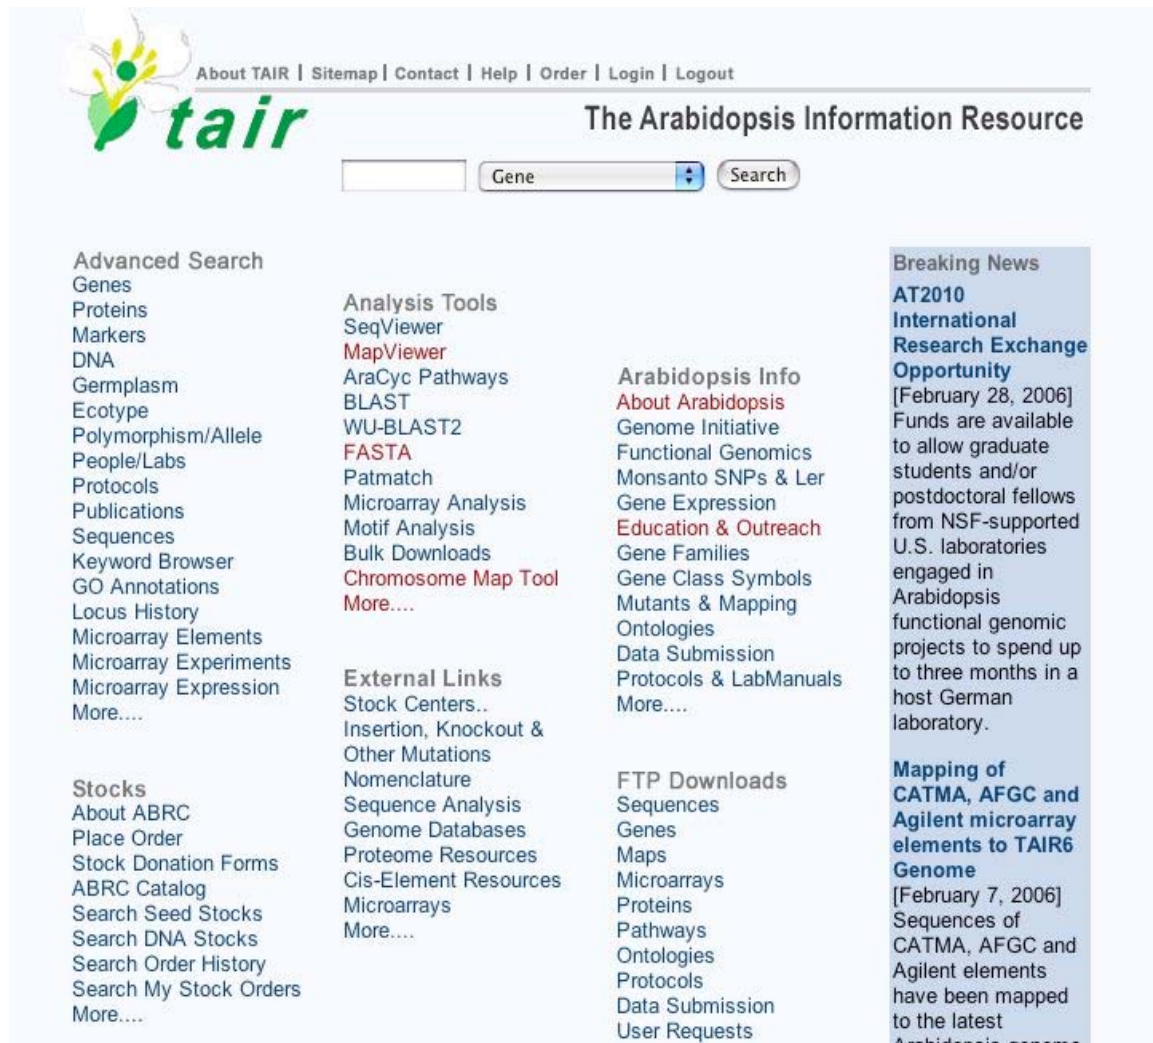 About TAIR | Sitemap | Contact | Help | Order | Login | Logout
tair
The Arabidopsis Information Resource
Gene
Search
Advanced Search
Genes
Proteins
Markers
DNA
Germplasm
Ecotype
Polymorphism/Allele
People/Labs
Protocols
Publications
Sequences
Keyword Browser
GO Annotations
Locus History
Microarray Elements
Microarray Experiments
Microarray Expression
More....
Stocks
About ABRC
Place Order
Stock Donation Forms
ABRC Catalog
Search Seed Stocks
Search DNA Stocks
Search Order History
Search My Stock Orders
More....
Analysis Tools
SeqViewer
MapViewer
AraCyc Pathways
BLAST
WU-BLAST2
FASTA
Patmatch
Microarray Analysis
Motif Analysis
Bulk Downloads
Chromosome Map Tool
More....
External Links
Stock Centers..
Insertion, Knockout &
Other Mutations
Nomenclature
Sequence Analysis
Genome Databases
Proteome Resources
Cis-Element Resources
Microarrays
More....
Arabidopsis Info
About Arabidopsis
Genome Initiative
Functional Genomics
Monsanto SNPs & Ler
Gene Expression
Education & Outreach
Gene Families
Gene Class Symbols
Mutants & Mapping
Ontologies
Data Submission
Protocols & LabManuals
More....
FTP Downloads
Sequences
Genes
Maps
Microarrays
Proteins
Pathways
Ontologies
Protocols
Data Submission
User Requests
Breaking News
AT2010
International
Research Exchange
Opportunity
[February 28, 2006]
Funds are available
to allow graduate
students and/or
postdoctoral fellows
from NSF-supported
U.S. laboratories
engaged in
Arabidopsis
functional genomic
projects to spend up
to three months in a
host German
laboratory.
Mapping of
CATMA, AFGC and
Agilent microarray
elements to TAIR6
Genome
[February 7, 2006]
Sequences of
CATMA, AFGC and
Agilent elements
have been mapped
to the latest